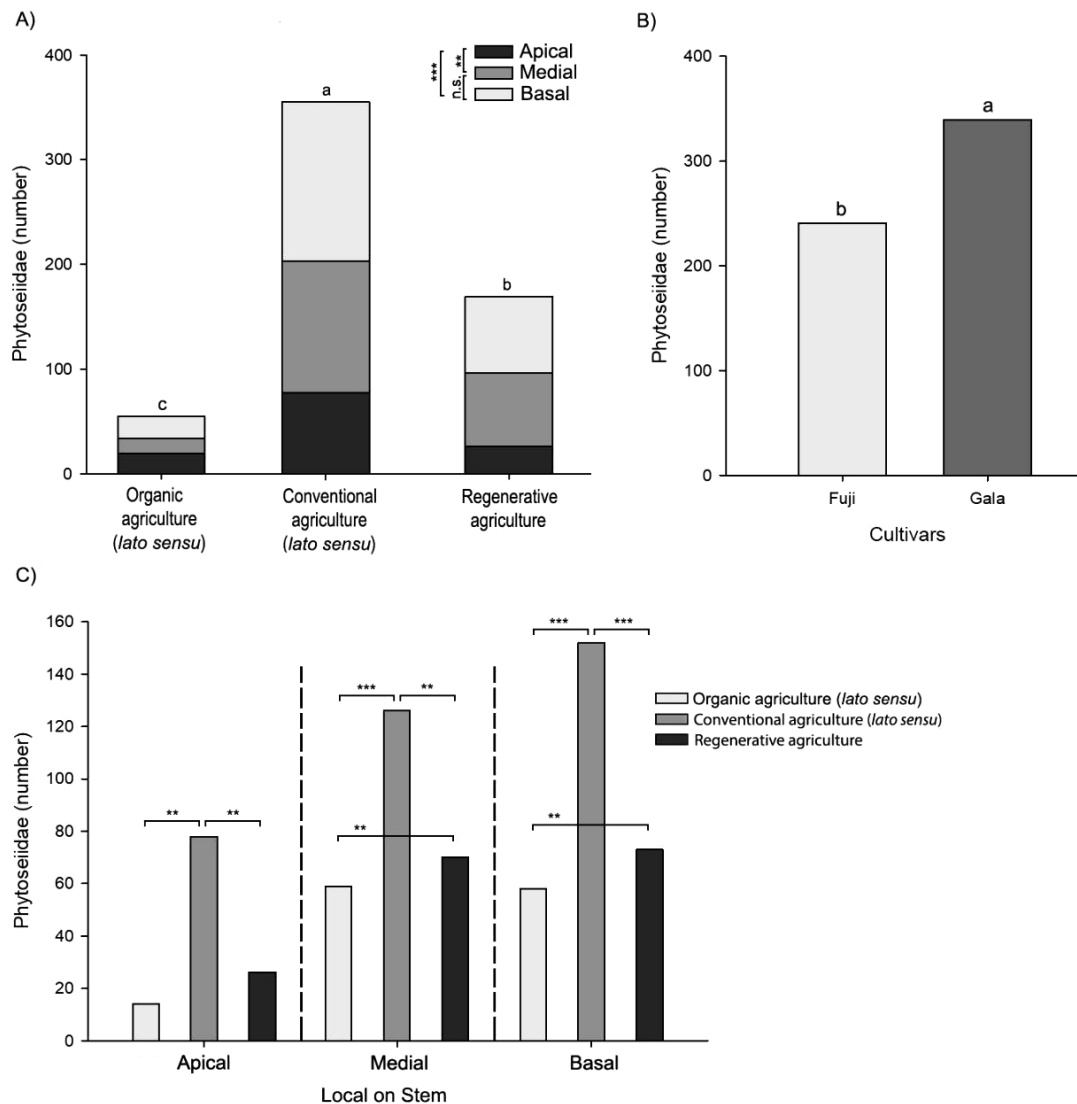 A)
400
300
200
100
0
Phytoseiidae (number)
*** ** n.s.
Apical
Medial
Basal
c
a
b
Organic agriculture (lato sensu)
Conventional agriculture (lato sensu)
Regenerative agriculture
B)
400
300
200
100
0
Phytoseiidae (number)
b
a
Fuji
Gala
Cultivars
C)
160
140
120
100
80
60
40
20
0
Phytoseiidae (number)
** **
*** **
**
*** ***
**
Organic agriculture (lato sensu)
Conventional agriculture (lato sensu)
Regenerative agriculture
Apical
Medial
Basal
Local on Stem